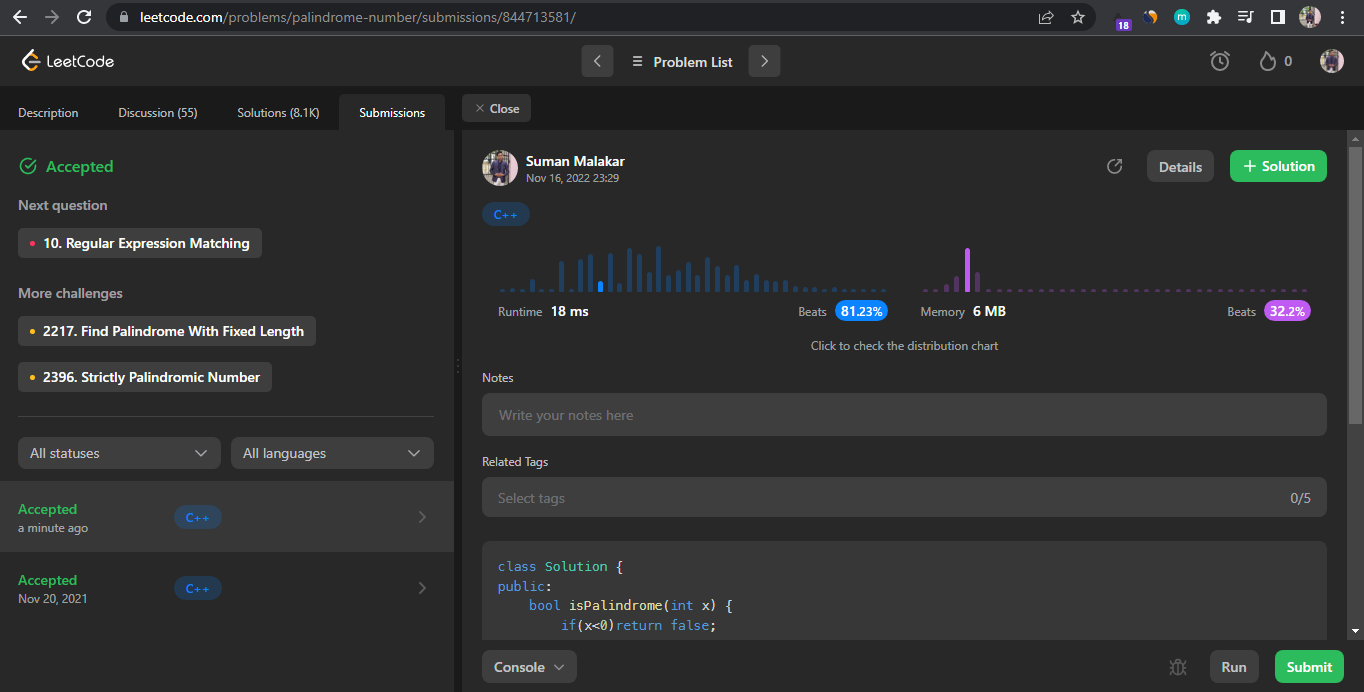 leetcode.com/problems/palindrome-number/submissions/844713581/
18
m
LeetCode
Problem List
0
Description
Discussion (55)
Solutions (8.1K)
Submissions
Close
Accepted
Next question
10. Regular Expression Matching
More challenges
2217. Find Palindrome With Fixed Length
2396. Strictly Palindromic Number
All statuses
All languages
Accepted
a minute ago
C++
Accepted
Nov 20, 2021
C++
Suman Malakar
Nov 16, 2022 23:29
Details
+ Solution
C++
Runtime 18 ms
Beats 81.23%
Memory 6 MB
Beats 32.2%
Click to check the distribution chart
Notes
Write your notes here
Related Tags
Select tags
0/5
class Solution {
public:
    bool isPalindrome(int x) {
        if(x<0)return false;
Console
Run
Submit